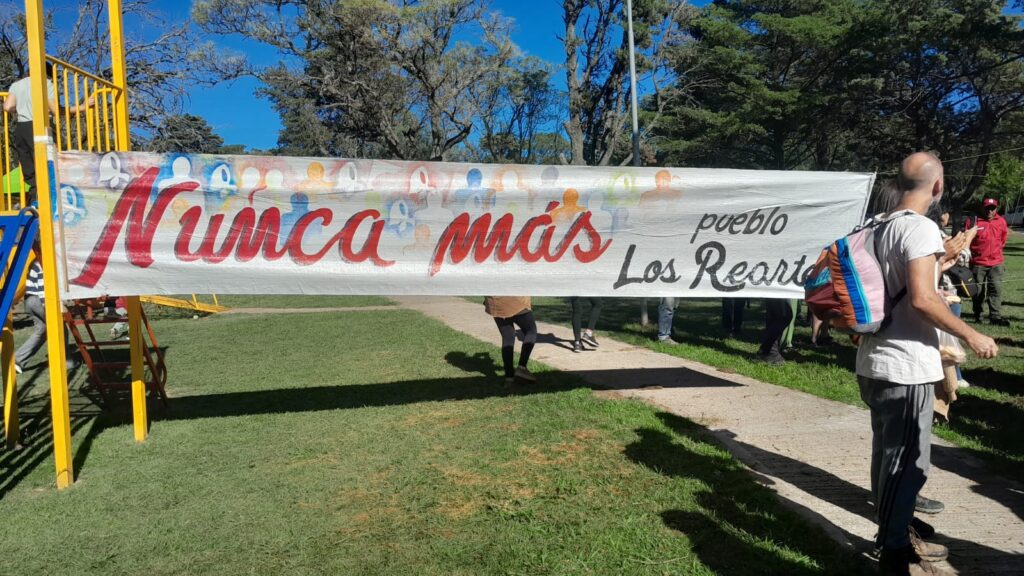 Nunca más
pueblo
Los Reartes